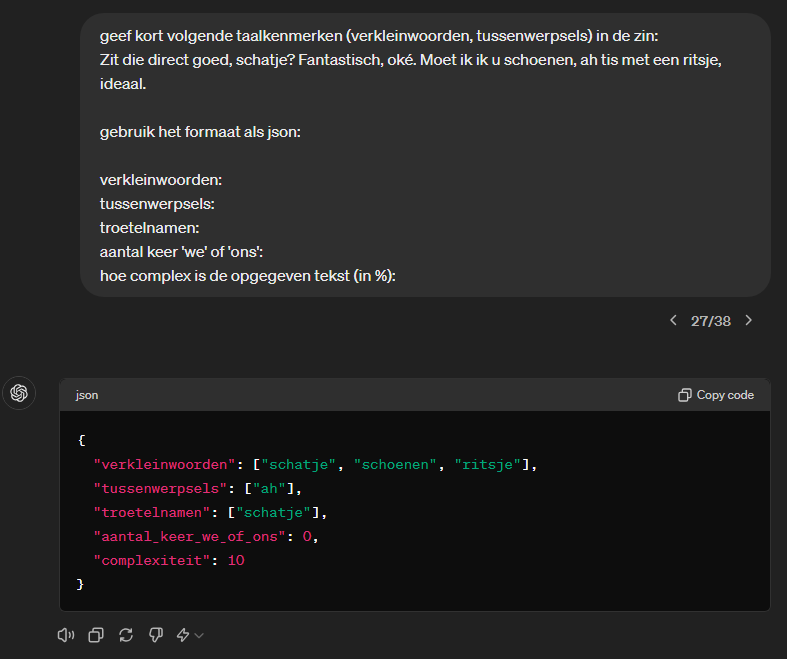 geef kort volgende taalkenmerken (verkleinwoorden, tussenwerpsels) in de zin:
Zit die direct goed, schatje? Fantastisch, oké. Moet ik ik u schoenen, ah tis met een ritsje,
ideaal.
gebruik het formaat als json:
verkleinwoorden:
tussenwerpsels:
troetelnamen:
aantal keer 'we' of 'ons':
hoe complex is de opgegeven tekst (in %):
27/38
json
Copy code
{
"verkleinwoorden": ["schatje", "schoenen", "ritsje"],
"tussenwerpsels": ["ah"],
"troetelnamen": ["schatje"],
"aantal_keer_we_of_ons": 0,
"complexiteit": 10
}